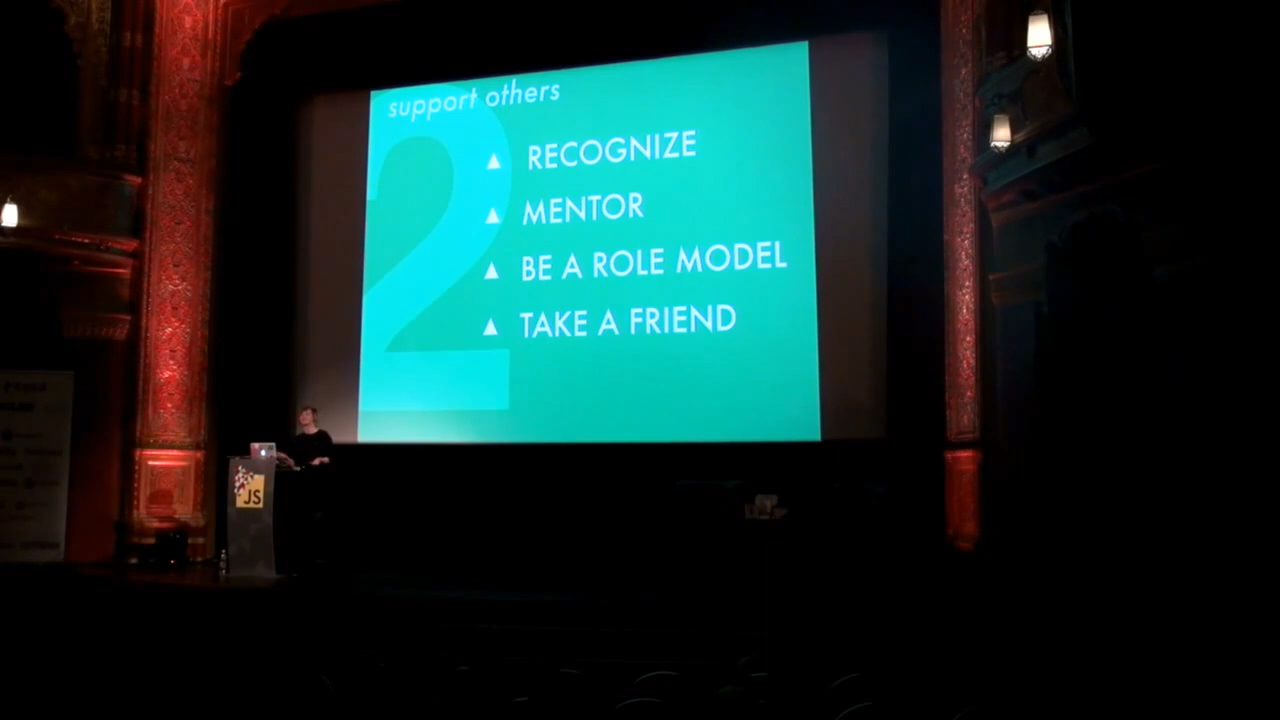 support others
2
RECOGNIZE
MENTOR
BE A ROLE MODEL
TAKE A FRIEND
JS